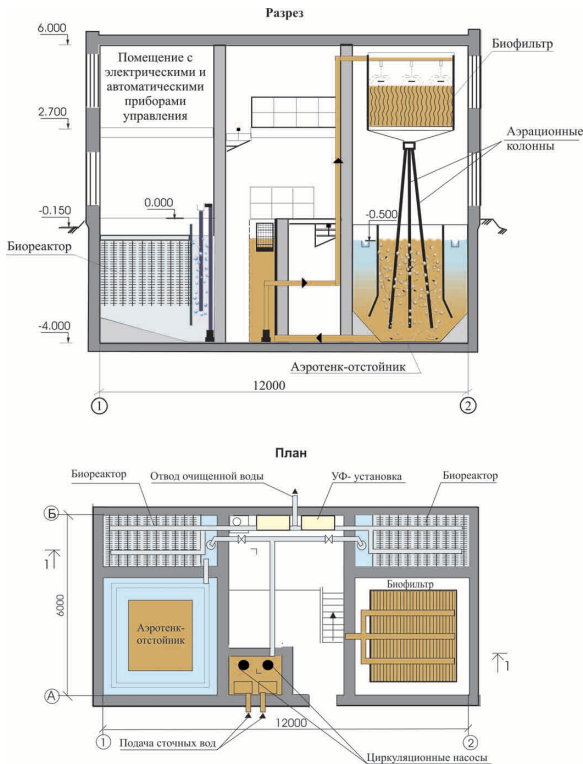 Разрез
6.000
Помещение с
электрическими и
автоматическими
приборами
управления
Биофильтр
2.700
Аэрационные
колонны
0.000
-0.150
-0.500
Биореактор
-4.000
Аэротенк-отстойник
12000
1
2
План
Биореактор
Отвод очищенной воды
УФ- установка
Биореактор
Б
1
6000
Биофильтр
Аэротенк-
отстойник
1
А
12000
1
2
Подача сточных вод
Циркуляционные насосы